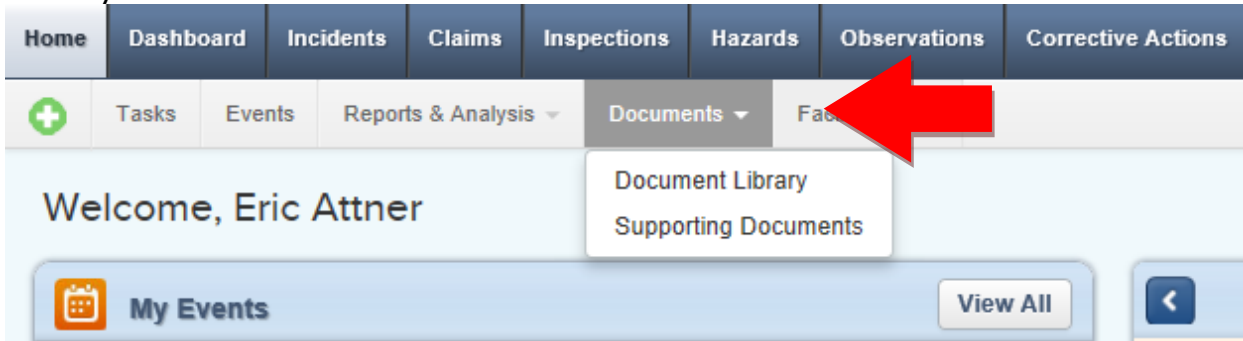 Home Dashboard Incidents Claims Inspections Hazards Observations Corrective Actions
Tasks Events Reports & Analysis Documents
Document Library
Supporting Documents
Welcome, Eric Attner
My Events View All